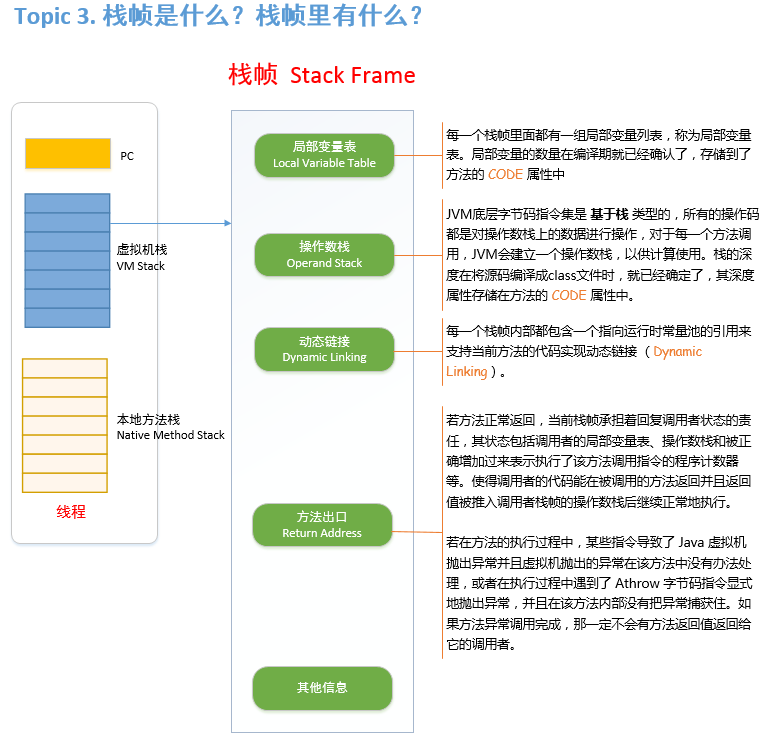 Topic 3. 栈帧是什么？栈帧里有什么？
栈帧 Stack Frame
PC
虚拟机栈
VM Stack
本地方法栈
Native Method Stack
线程
局部变量表
Local Variable Table
每一个栈帧里面都有一组局部变量列表，称为局部变量
表。局部变量的数量在编译期就已经确认了，存储到了
方法的 CODE 属性中
操作数栈
Operand Stack
JVM底层字节码指令集是 基于栈 类型的，所有的操作码
都是对操作数栈上的数据进行操作，对于每一个方法调
用，JVM会建立一个操作数栈，以供计算使用。栈的深
度在将源码编译成class文件时，就已经确定了，其深度
属性存储在方法的 CODE 属性中。
动态链接
Dynamic Linking
每一个栈帧内部都包含一个指向运行时常量池的引用来
支持当前方法的代码实现动态链接 （Dynamic
Linking）。
方法出口
Return Address
若方法正常返回，当前栈帧承担着回复调用者状态的责
任，其状态包括调用者的局部变量表、操作数栈和被正
确增加过来表示执行了该方法调用指令的程序计数器
等。使得调用者的代码能在被调用的方法返回并且返回
值被推入调用者栈帧的操作数栈后继续正常地执行。
若在方法的执行过程中，某些指令导致了 Java 虚拟机
抛出异常并且虚拟机抛出的异常在该方法中没有办法处
理，或者在执行过程中遇到了 Athrow 字节码指令显式
地抛出异常，并且在该方法内部没有把异常捕获住。如
果方法异常调用完成，那一定不会有方法返回值返回给
它的调用者。
其他信息